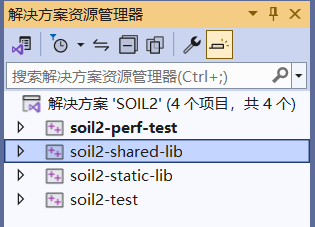 解决方案资源管理器
搜索解决方案资源管理器(Ctrl+;)
解决方案 'SOIL2' (4 个项目，共 4 个)
soil2-perf-test
soil2-shared-lib
soil2-static-lib
soil2-test